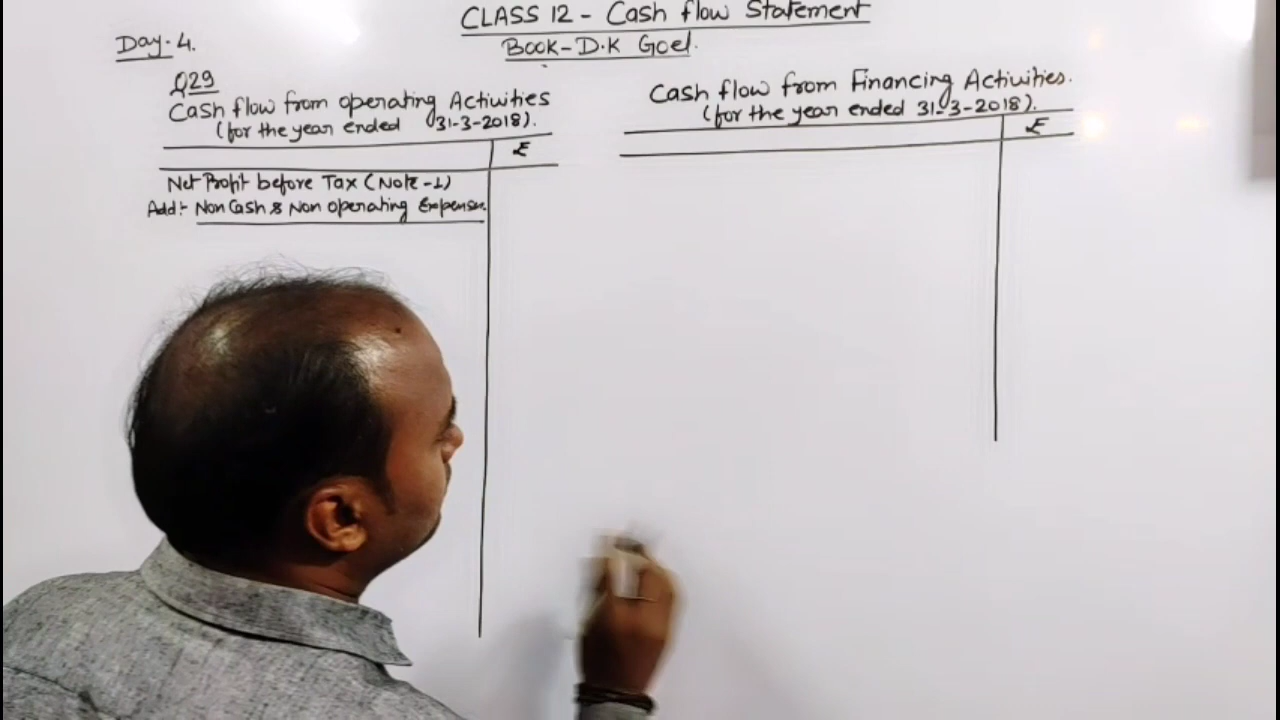 CLASS 12 - Cash flow Statement
Book-D.K Goel.
Day-4.
Q29
Cash flow from operating Activities
(for the year ended 31-3-2018).
₹
Net Profit before Tax (Note-1)
Add:- Non Cash & Non operating Expenses.
Cash flow from Financing Activities.
(for the year ended 31-3-2018).
₹